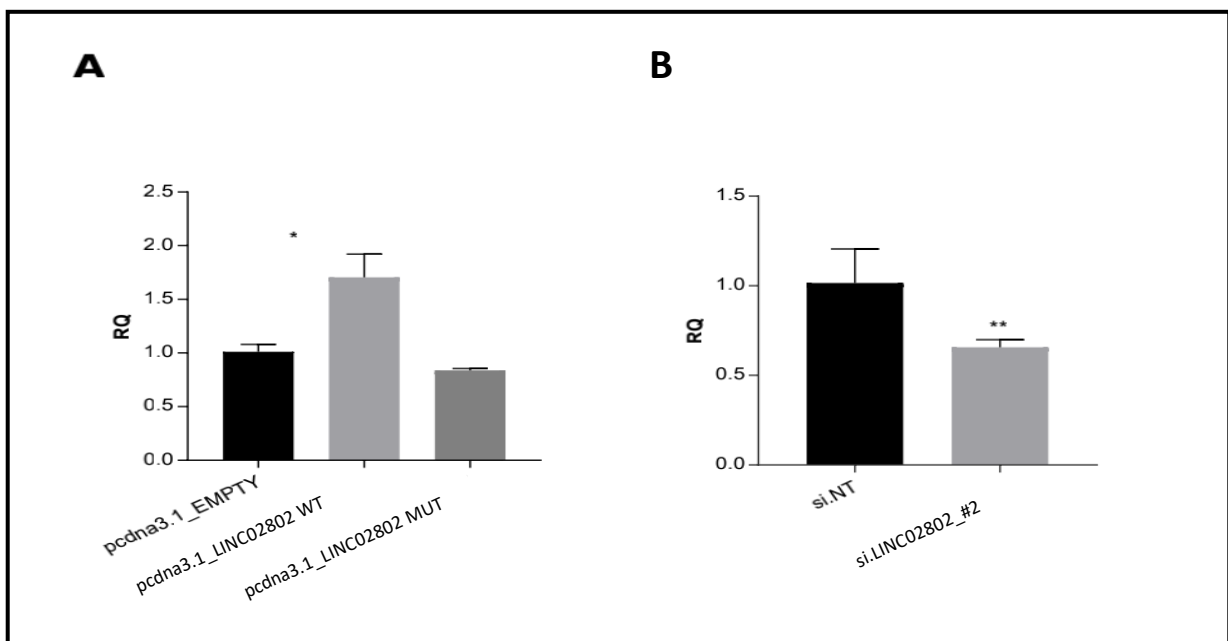 A
2.5
2.0
1.5
1.0
0.5
0.0
RQ
*
pcdna3.1_EMPTY
pcdna3.1_LINC02802 WT
pcdna3.1_LINC02802 MUT
B
1.5
1.0
0.5
0.0
RQ
**
si.NT
si.LINC02802_#2